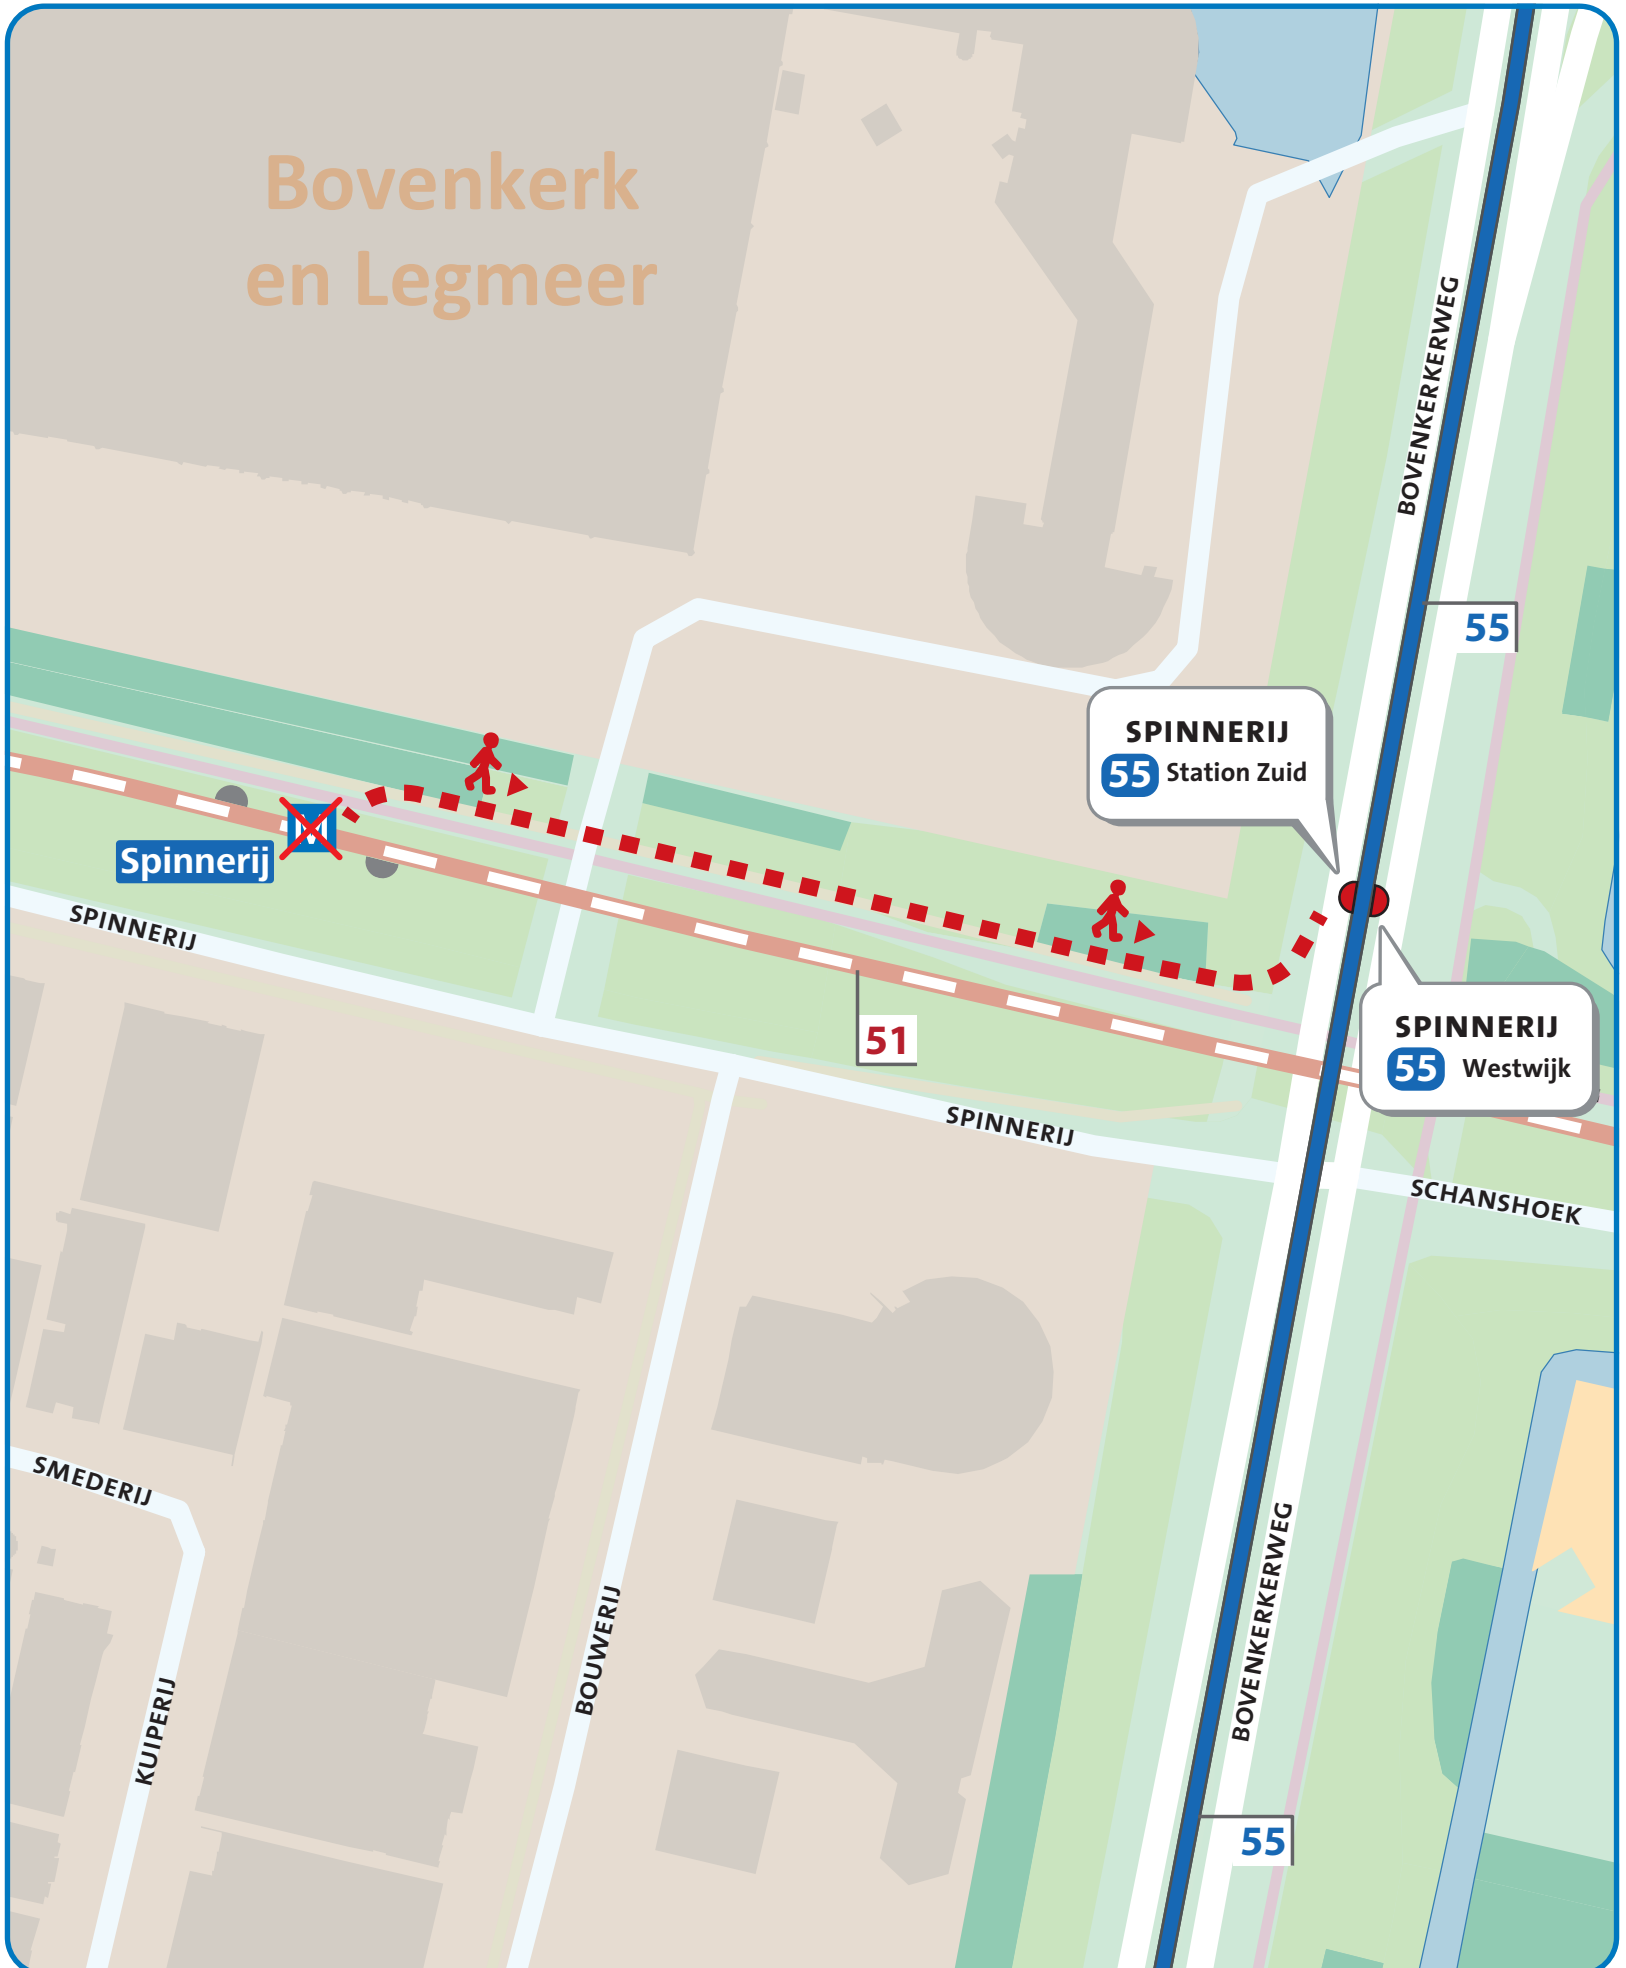 Bovenkerk
en Legmeer
BOVENKERKERWEG
55
SPINNERIJ
55 Station Zuid
M
Spinnerij
SPINNERIJ
51
SPINNERIJ
55 Westwijk
SPINNERIJ
SCHANSHOEK
SMEDERIJ
KUIPERIJ
BOUWERIJ
BOVENKERKERWEG
55